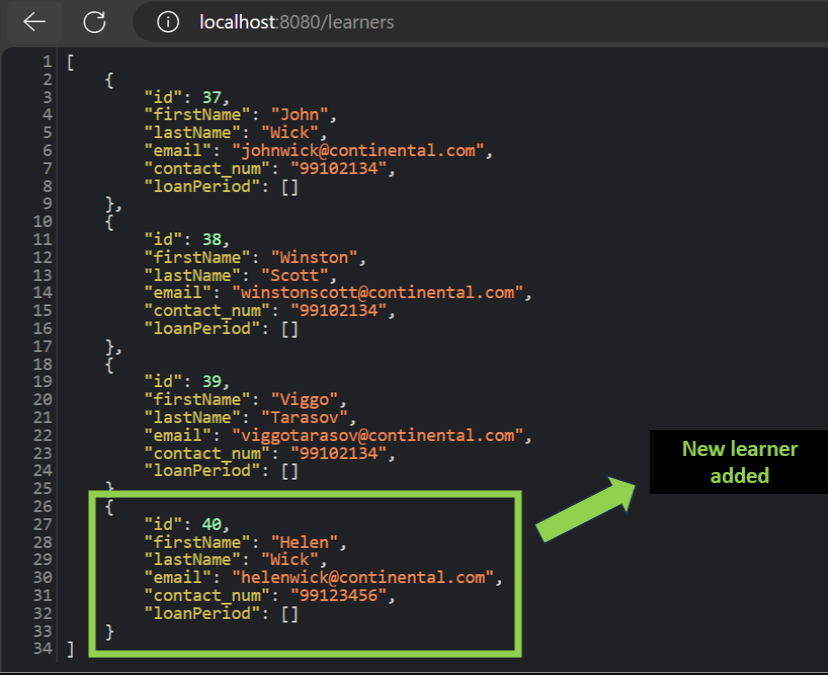 localhost:8080/learners
1 [
2 {
3 "id": 37,
4 "firstName": "John",
5 "lastName": "Wick",
6 "email": "johnwick@continental.com",
7 "contact_num": "99102134",
8 "loanPeriod": []
9 },
10 {
11 "id": 38,
12 "firstName": "Winston",
13 "lastName": "Scott",
14 "email": "winstonscott@continental.com",
15 "contact_num": "99102134",
16 "loanPeriod": []
17 },
18 {
19 "id": 39,
20 "firstName": "Viggo",
21 "lastName": "Tarasov",
22 "email": "viggotarasov@continental.com",
23 "contact_num": "99102134",
24 "loanPeriod": []
25 }
26 {
27 "id": 40,
28 "firstName": "Helen",
29 "lastName": "Wick",
30 "email": "helenwick@continental.com",
31 "contact_num": "99123456",
32 "loanPeriod": []
33 }
34 ]
New learner
added